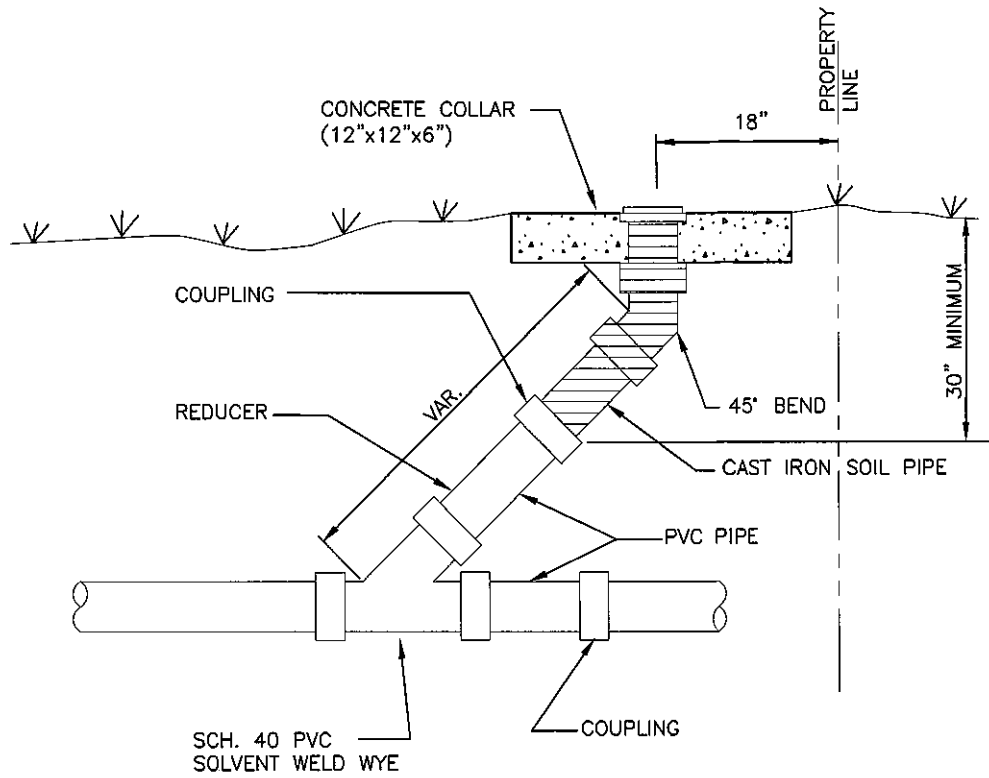 PROPERTY
LINE
CONCRETE COLLAR
(12"x12"x6")
18"
COUPLING
30" MINIMUM
VAR.
REDUCER
45° BEND
CAST IRON SOIL PIPE
PVC PIPE
COUPLING
SCH. 40 PVC
SOLVENT WELD WYE